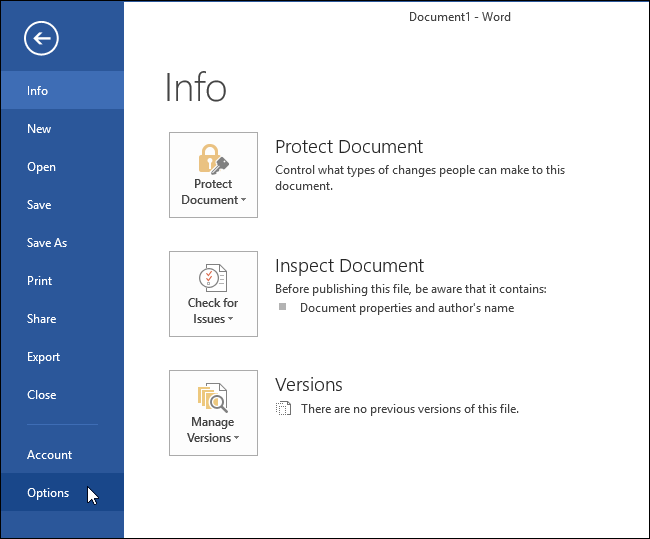 Document1 - Word
Info
New
Open
Save
Save As
Print
Share
Export
Close
Account
Options
Info
Protect
Document
Protect Document
Control what types of changes people can make to this
document.
Check for
Issues
Inspect Document
Before publishing this file, be aware that it contains:
Document properties and author's name
Manage
Versions
Versions
There are no previous versions of this file.